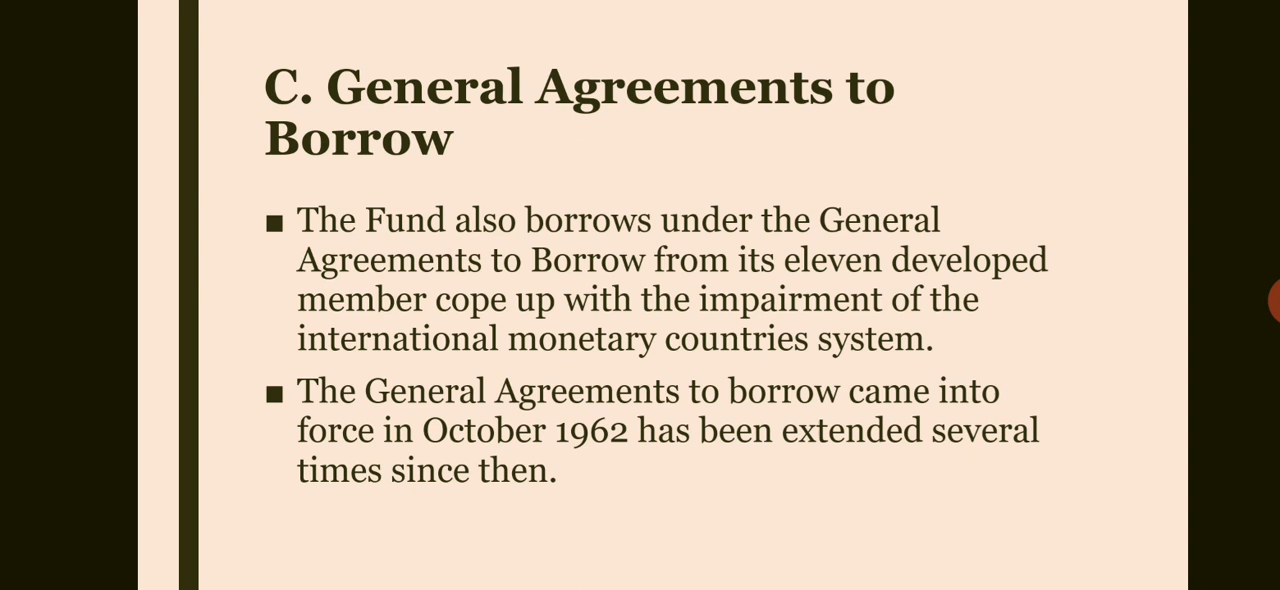 C. General Agreements to
Borrow
■ The Fund also borrows under the General
Agreements to Borrow from its eleven developed
member cope up with the impairment of the
international monetary countries system.
■ The General Agreements to borrow came into
force in October 1962 has been extended several
times since then.